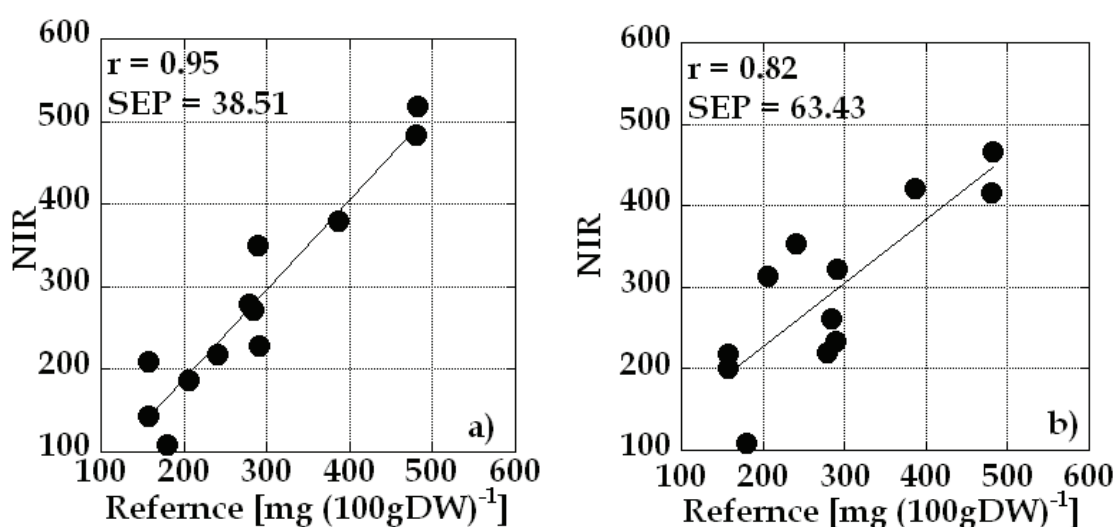 600
500
400
300
200
100
NIR
r = 0.95
SEP = 38.51
a)
100 200 300 400 500 600
Refernce [mg (100gDW)⁻¹]
600
500
400
300
200
100
NIR
r = 0.82
SEP = 63.43
b)
100 200 300 400 500 600
Refernce [mg (100gDW)⁻¹]